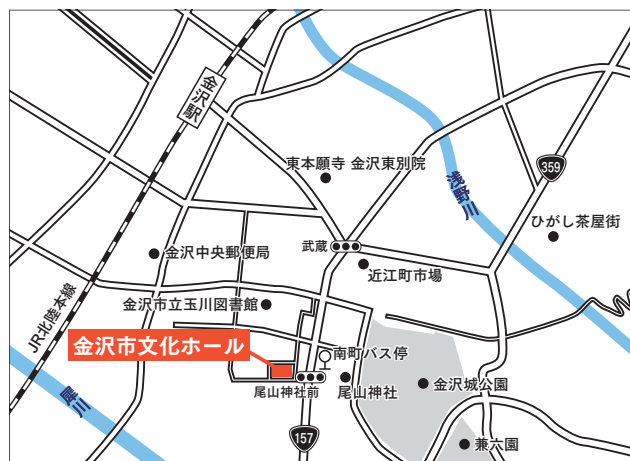 金沢駅
東本願寺 金沢東別院
359
浅野川
ひがし茶屋街
武蔵
金沢中央郵便局
近江町市場
JR北陸本線
金沢市立玉川図書館
金沢市文化ホール
南町バス停
犀川
尾山神社前
尾山神社
金沢城公園
157
兼六園